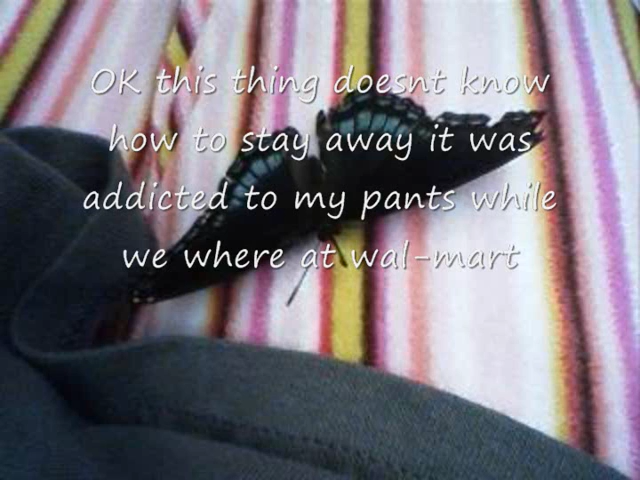 OK this thing doesnt know
how to stay away it was
addicted to my pants while
we where at wal-mart